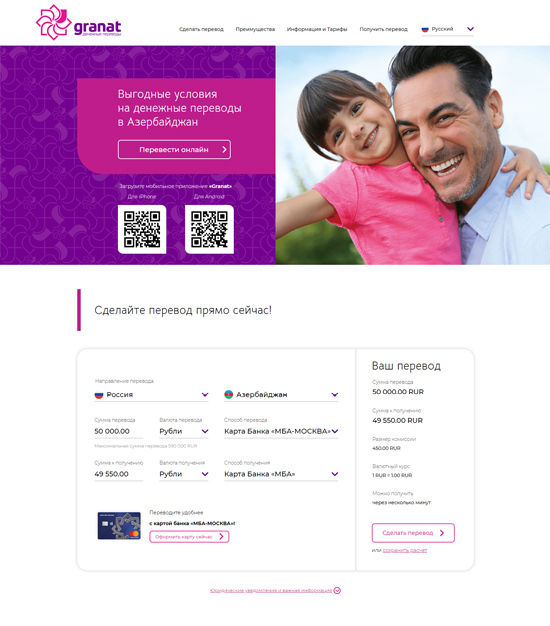 granat
ДЕНЕЖНЫЕ ПЕРЕВОДЫ
Сделать перевод
Преимущества
Информация и Тарифы
Получить перевод
Русский
Выгодные условия
на денежные переводы
в Азербайджан
Перевести онлайн
Загрузите мобильное приложение «Granat»
Для iPhone
Для Android
Сделайте перевод прямо сейчас!
Направление перевода
Россия
Азербайджан
Сумма перевода
Валюта перевода
Способ перевода
50 000.00
Рубли
Карта Банка «МБА-МОСКВА»
Максимальная сумма перевода 590 000 RUR
Сумма к получению
Валюта получения
Способ получения
49 550.00
Рубли
Карта Банка «МБА»
Переводите удобнее
с картой банка «МБА-МОСКВА»!
Оформить карту сейчас
Ваш перевод
Сумма перевода
50 000.00 RUR
Сумма к получению
49 550.00 RUR
Размер комиссии
450.00 RUR
Валютный курс
1 RUR = 1.00 RUR
Можно получить
через несколько минут
Сделать перевод
или сохранить расчёт
Юридические уведомления и важная информация